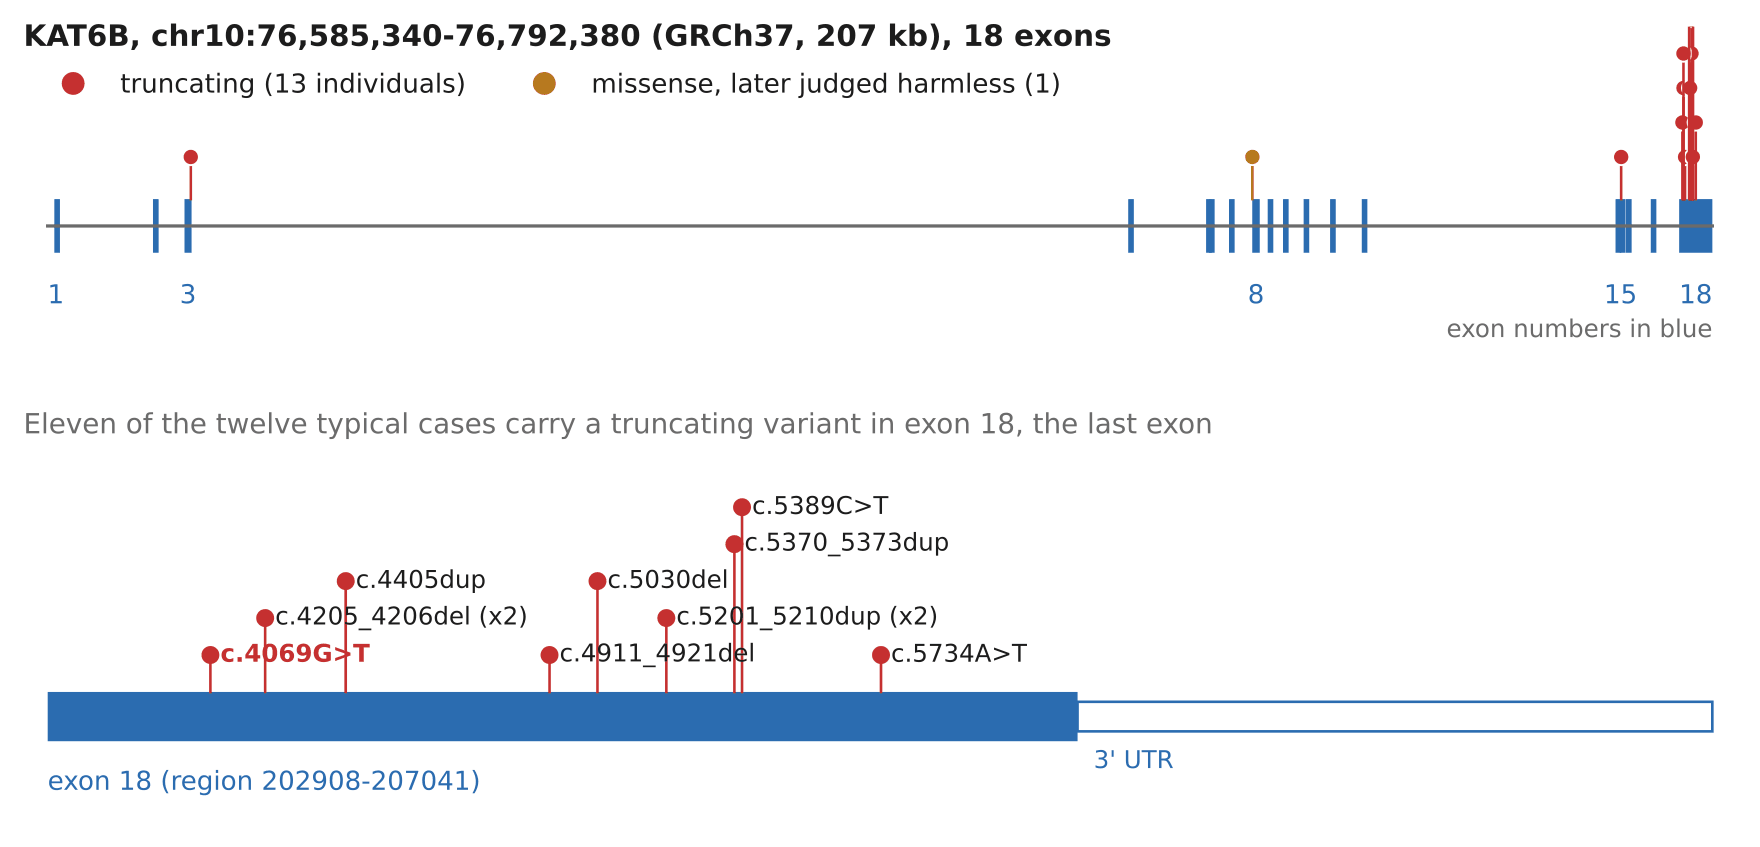 KAT6B, chr10:76,585,340-76,792,380 (GRCh37, 207 kb), 18 exons
truncating (13 individuals)
missense, later judged harmless (1)
1
3
8
15
18
exon numbers in blue
Eleven of the twelve typical cases carry a truncating variant in exon 18, the last exon
c.5389C>T
c.5370_5373dup
c.4405dup
c.5030del
c.4205_4206del (x2)
c.5201_5210dup (x2)
c.4069G>T
c.4911_4921del
c.5734A>T
3' UTR
exon 18 (region 202908-207041)